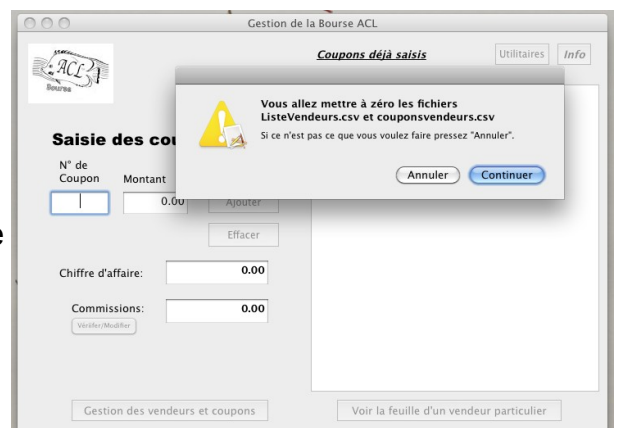 Gestion de la Bourse ACL
ACL
Bourse
Coupons déjà saisis
Utilitaires
Info
Vous allez mettre à zéro les fichiers
ListeVendeurs.csv et couponsvendeurs.csv
Si ce n'est pas ce que vous voulez faire pressez "Annuler".
Annuler
Continuer
Saisie des cou
N° de
Coupon
Montant
0.00
Ajouter
Effacer
e
Chiffre d'affaire:
0.00
Commissions:
0.00
Vérifier/Modifier
Gestion des vendeurs et coupons
Voir la feuille d'un vendeur particulier